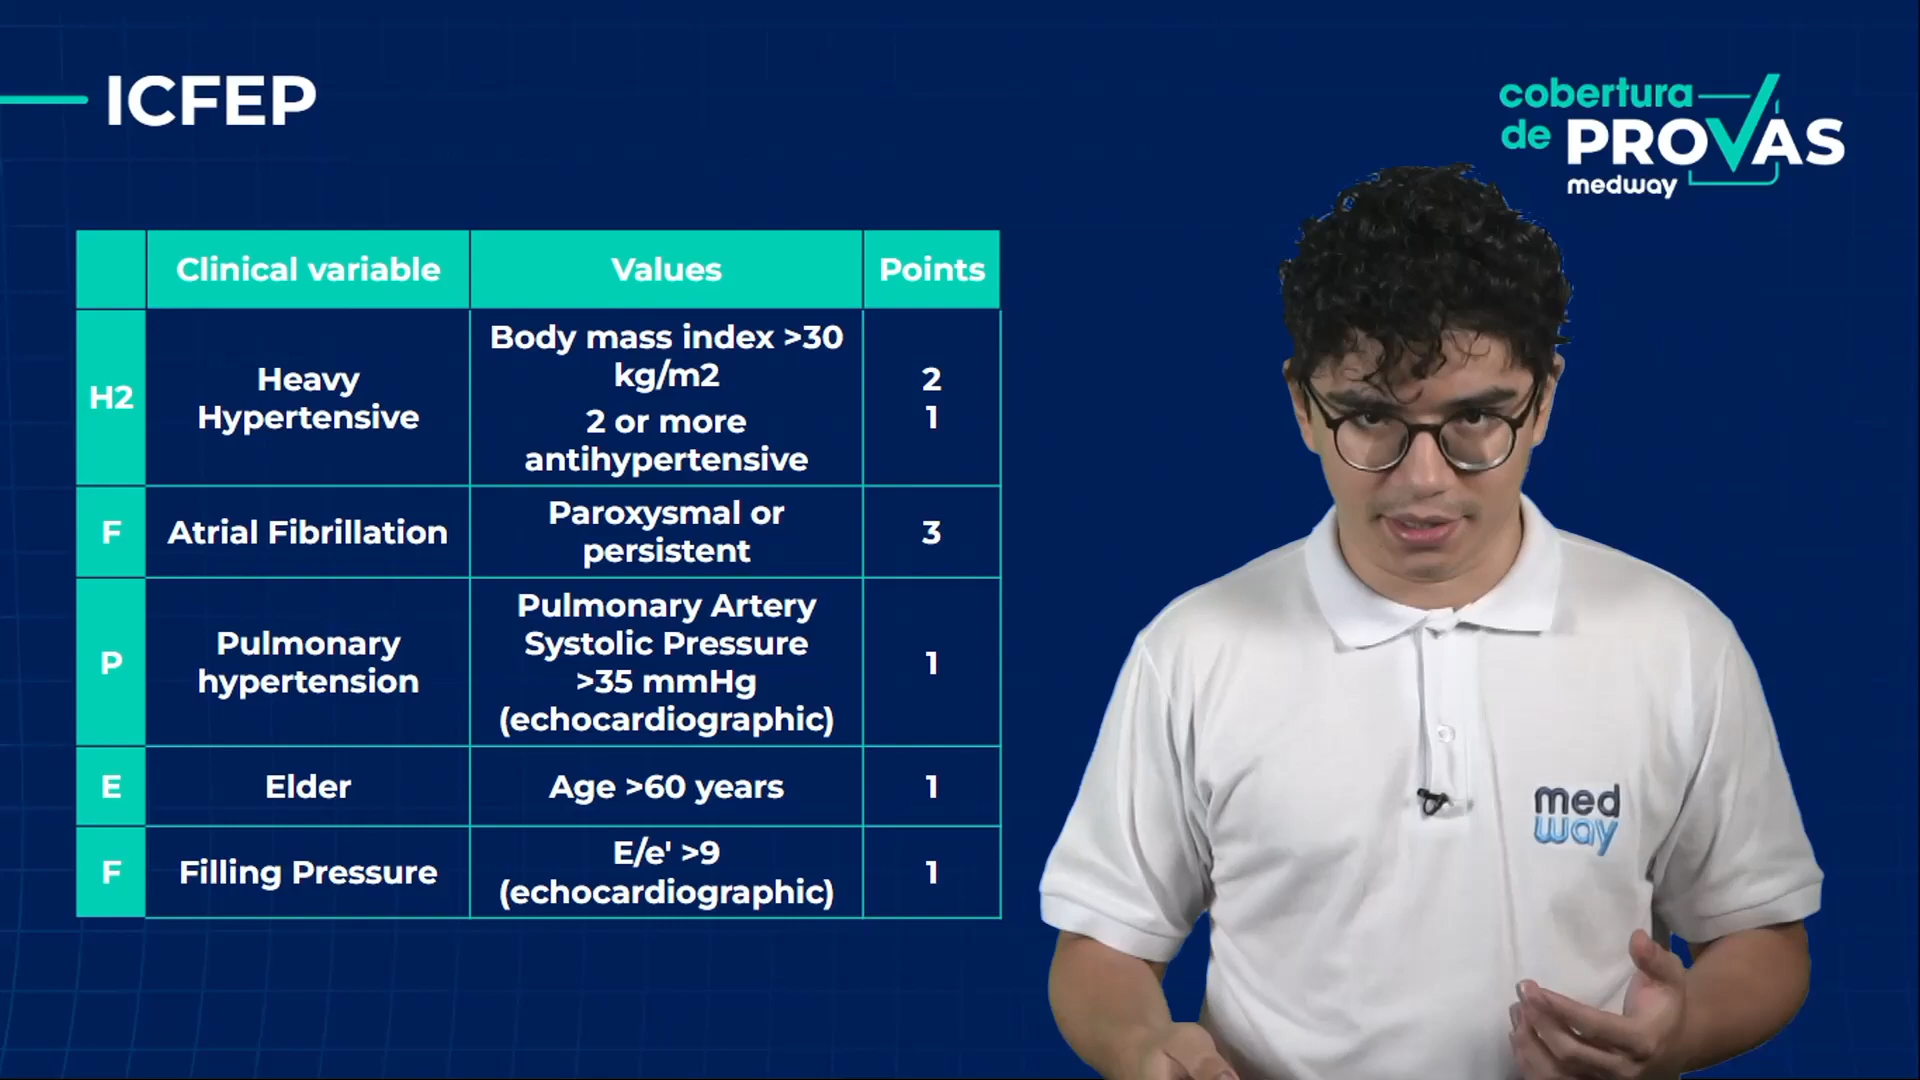 ICFEP
cobertura
de PROVAS
medway
Clinical variable
Values
Points
H2
Heavy
Hypertensive
Body mass index >30
kg/m2
2 or more
antihypertensive
2
1
F
Atrial Fibrillation
Paroxysmal or
persistent
3
P
Pulmonary
hypertension
Pulmonary Artery
Systolic Pressure
>35 mmHg
(echocardiographic)
1
E
Elder
Age >60 years
1
F
Filling Pressure
E/e' >9
(echocardiographic)
1
med
way